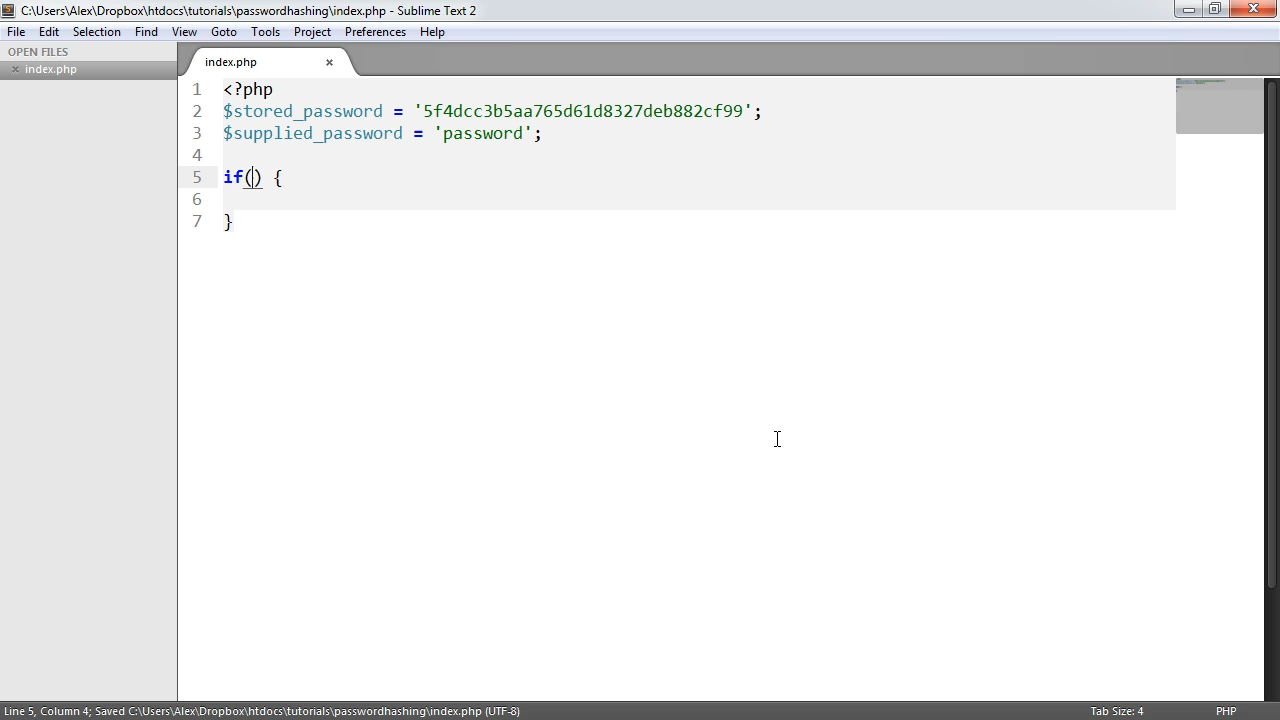 C:\Users\Alex\Dropbox\htdocs\tutorials\passwordhashing\index.php - Sublime Text 2
File Edit Selection Find View Goto Tools Project Preferences Help
OPEN FILES
× index.php
index.php ×
1 <?php
2 $stored_password = '5f4dcc3b5aa765d61d8327deb882cf99';
3 $supplied_password = 'password';
4
5 if() {
6
7 }
Line 5, Column 4; Saved C:\Users\Alex\Dropbox\htdocs\tutorials\passwordhashing\index.php (UTF-8) Tab Size: 4 PHP